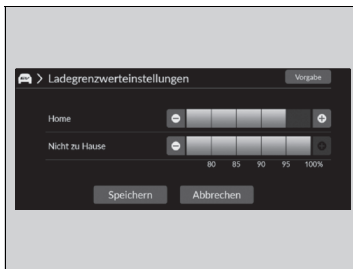 > Ladegrenzwerteinstellungen Vorgabe
Home
Nicht zu Hause
80 85 90 95 100%
Speichern Abbrechen